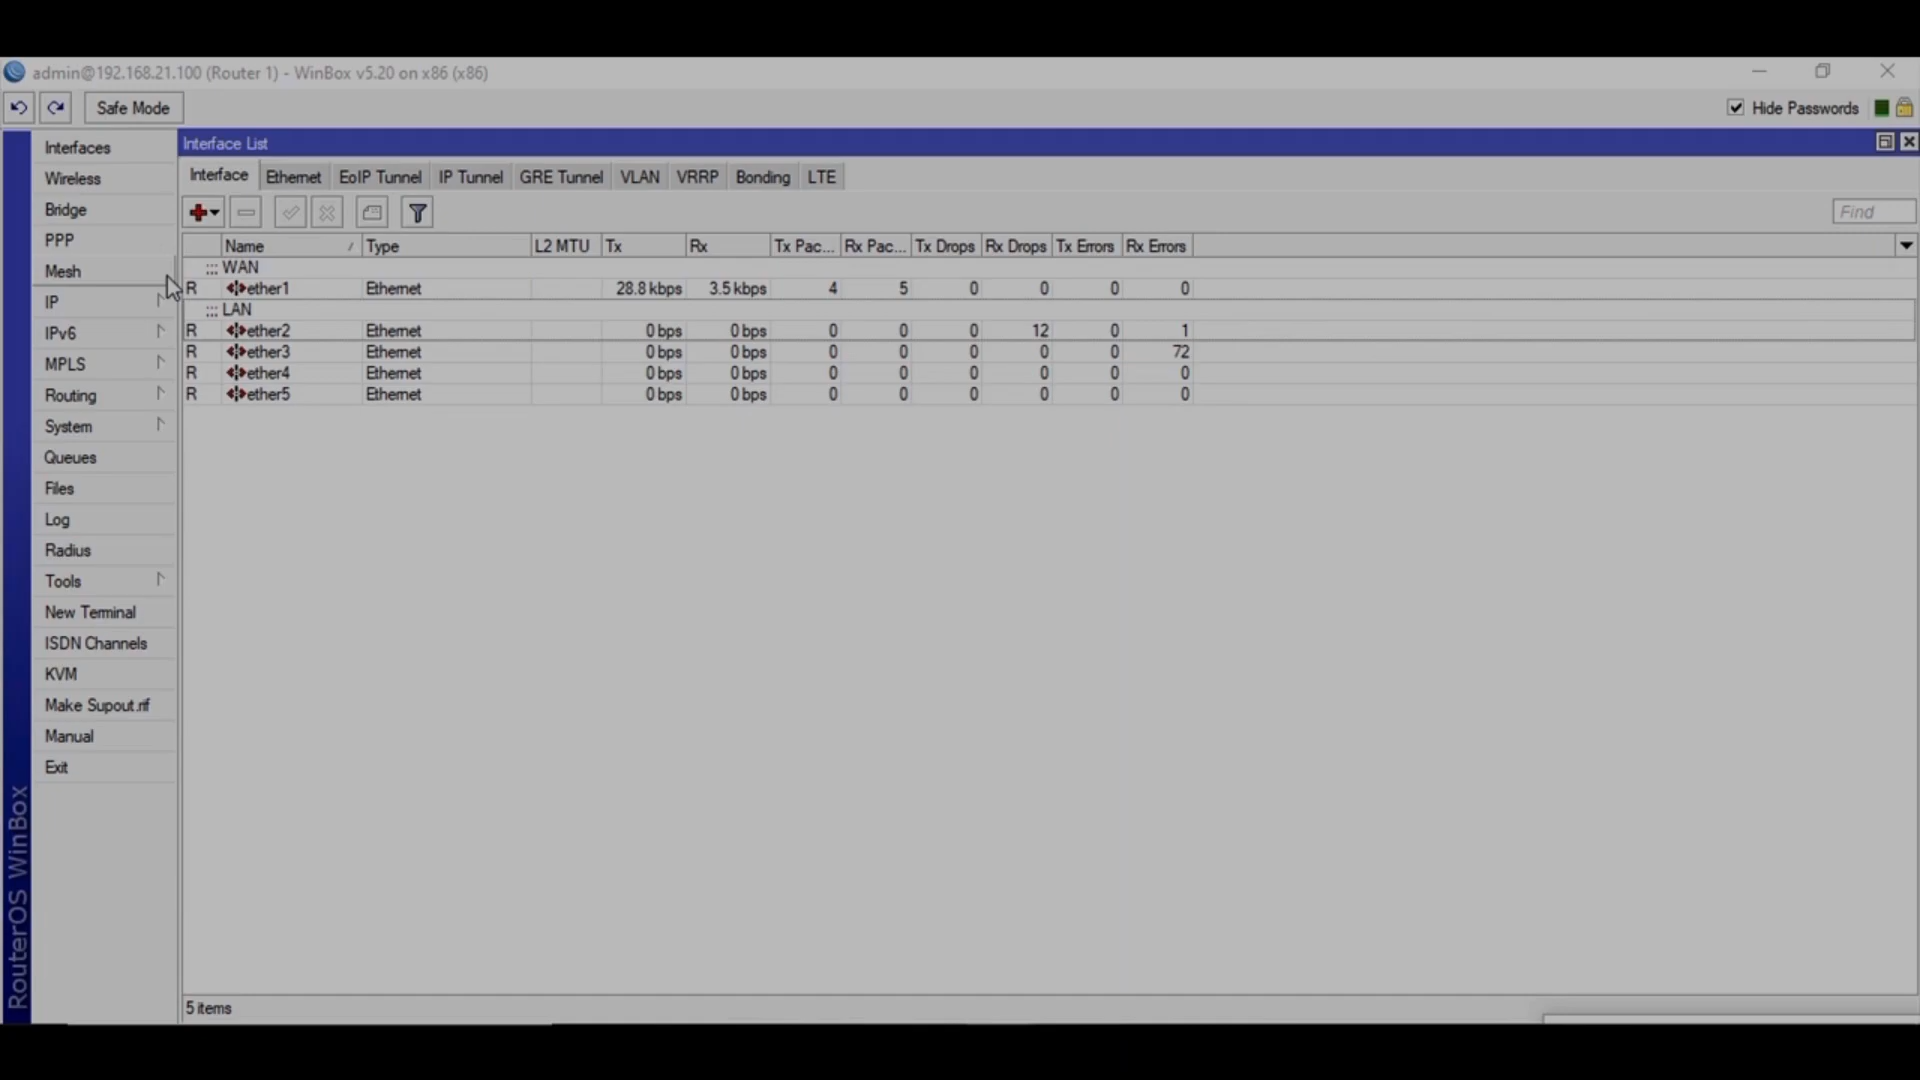 admin@192.168.21.100 (Router 1) - WinBox v5.20 on x86 (x86)
Safe Mode
Hide Passwords
Interfaces
Wireless
Bridge
PPP
Mesh
IP
IPv6
MPLS
Routing
System
Queues
Files
Log
Radius
Tools
New Terminal
ISDN Channels
KVM
Make Supout.rif
Manual
Exit
RouterOS WinBox
Interface List
Interface Ethernet EoIP Tunnel IP Tunnel GRE Tunnel VLAN VRRP Bonding LTE
Find
Name / Type L2 MTU Tx Rx Tx Pac... Rx Pac... Tx Drops Rx Drops Tx Errors Rx Errors
::: WAN
R ether1 Ethernet 28.8 kbps 3.5 kbps 4 5 0 0 0 0
::: LAN
R ether2 Ethernet 0 bps 0 bps 0 0 0 12 0 1
R ether3 Ethernet 0 bps 0 bps 0 0 0 0 0 72
R ether4 Ethernet 0 bps 0 bps 0 0 0 0 0 0
R ether5 Ethernet 0 bps 0 bps 0 0 0 0 0 0
5 items